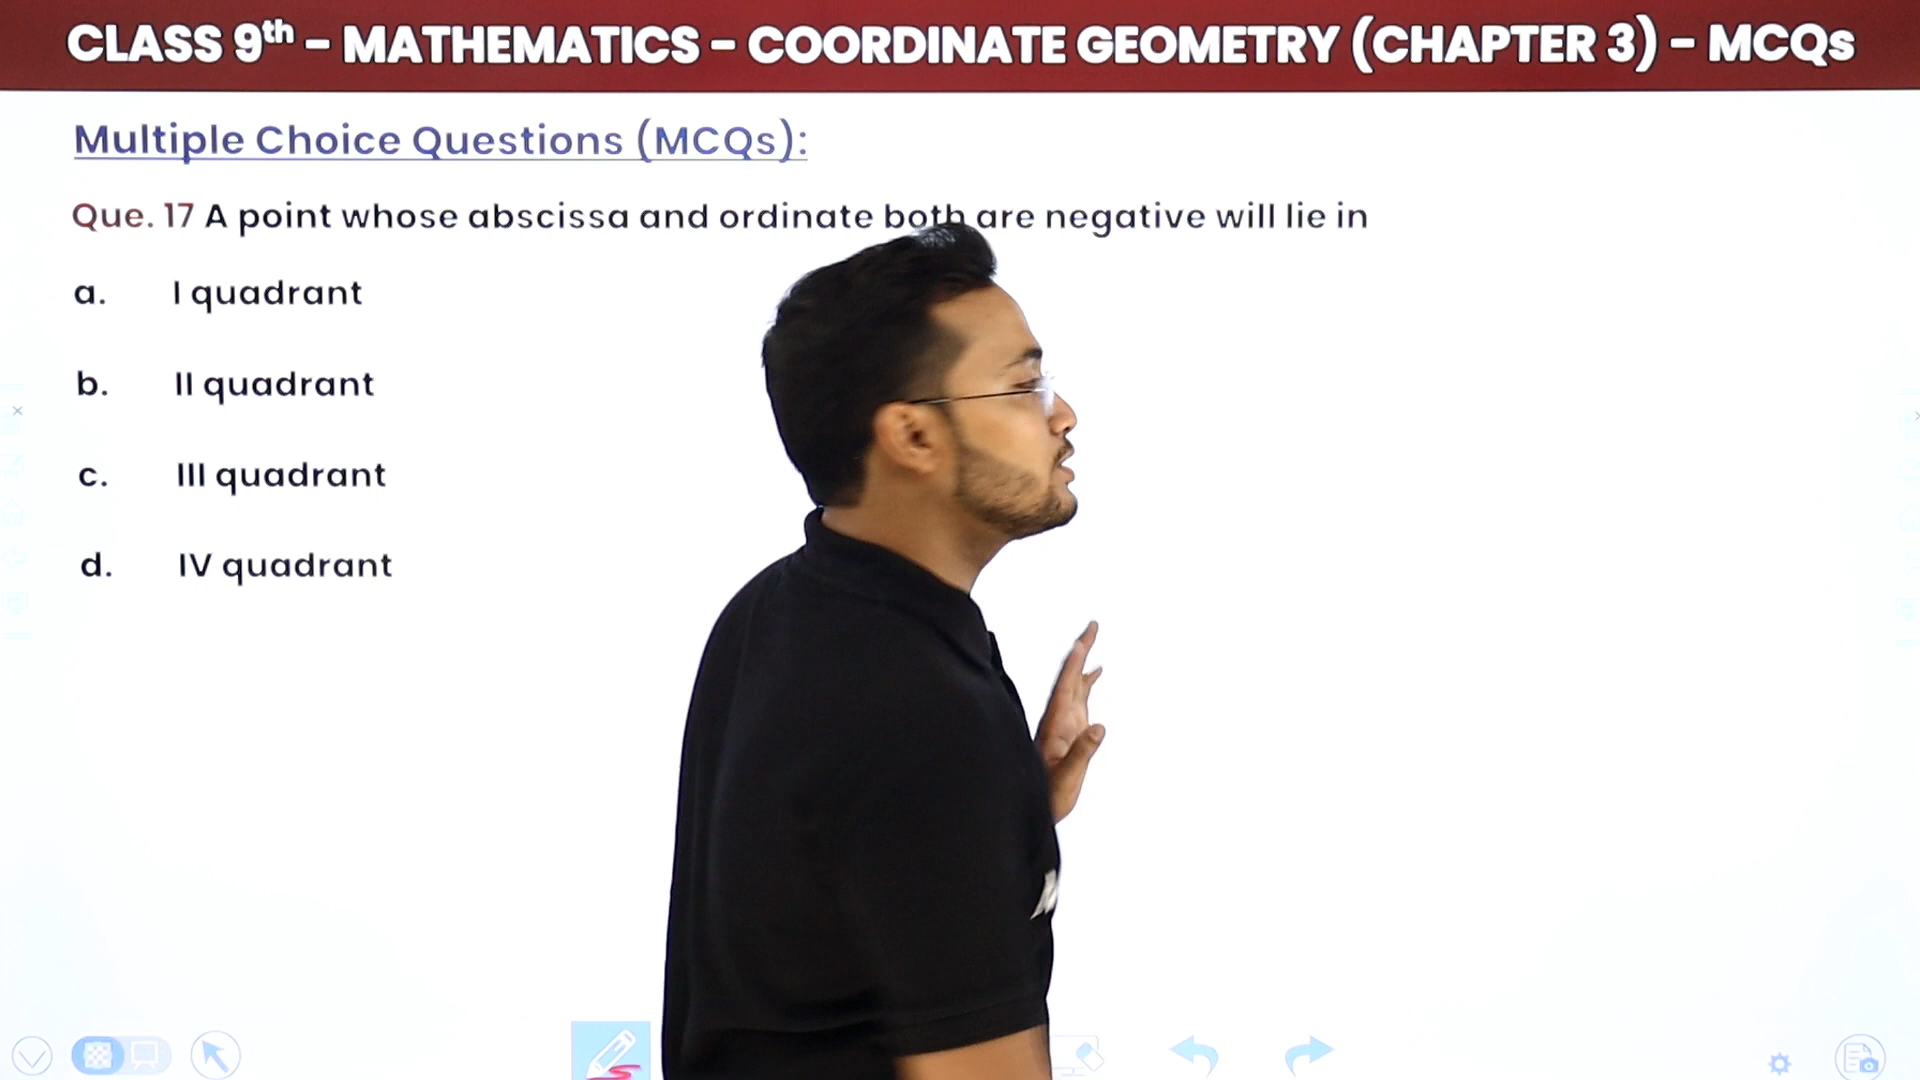 CLASS 9th – MATHEMATICS – COORDINATE GEOMETRY (CHAPTER 3) – MCQs
Multiple Choice Questions (MCQs):
Que. 17 A point whose abscissa and ordinate both are negative will lie in
a. I quadrant
b. II quadrant
c. III quadrant
d. IV quadrant